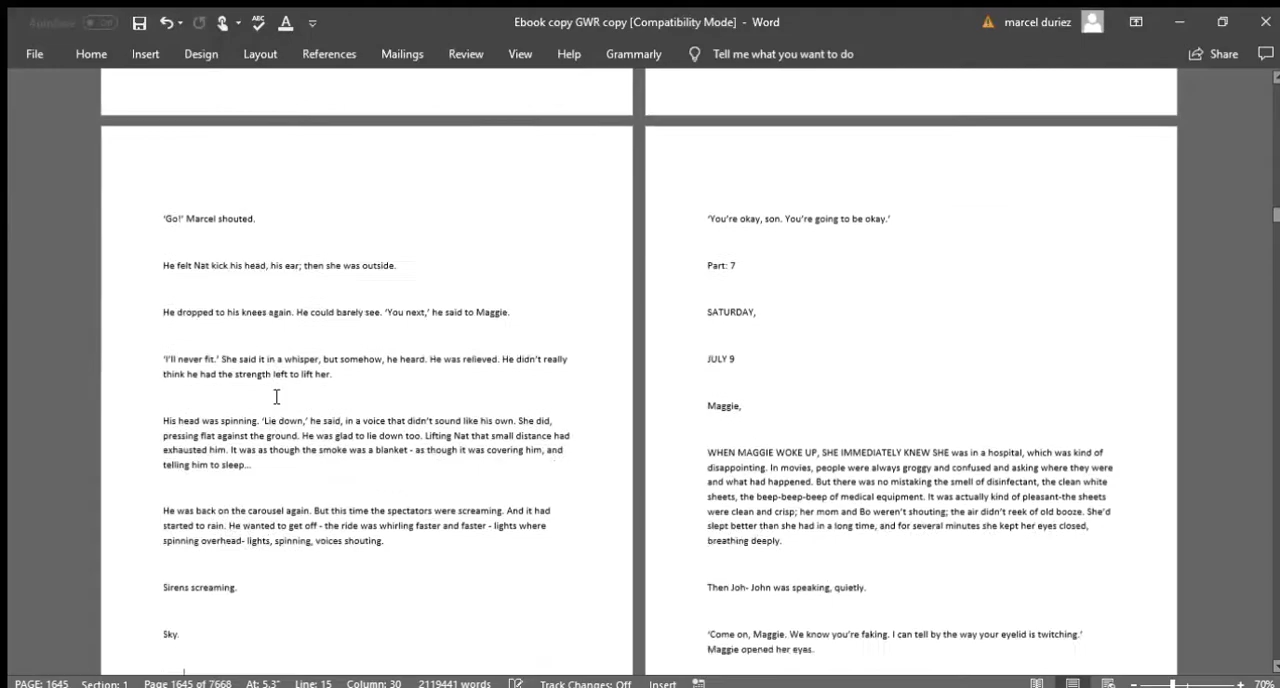 AutoSave Off
Ebook copy GWR copy [Compatibility Mode] - Word
marcel duriez
File Home Insert Design Layout References Mailings Review View Help Grammarly Tell me what you want to do Share
‘Go!’ Marcel shouted.
He felt Nat kick his head, his ear; then she was outside.
He dropped to his knees again. He could barely see. ‘You next,’ he said to Maggie.
‘I’ll never fit.’ She said it in a whisper, but somehow, he heard. He was relieved. He didn’t really
think he had the strength left to lift her.
His head was spinning. ‘Lie down,’ he said, in a voice that didn’t sound like his own. She did,
pressing flat against the ground. He was glad to lie down too. Lifting Nat that small distance had
exhausted him. It was as though the smoke was a blanket - as though it was covering him, and
telling him to sleep...
He was back on the carousel again. But this time the spectators were screaming. And it had
started to rain. He wanted to get off - the ride was whirling faster and faster - lights where
spinning overhead- lights, spinning, voices shouting.
Sirens screaming.
Sky.
‘You’re okay, son. You’re going to be okay.’
Part: 7
SATURDAY,
JULY 9
Maggie,
WHEN MAGGIE WOKE UP, SHE IMMEDIATELY KNEW SHE was in a hospital, which was kind of
disappointing. In movies, people were always groggy and confused and asking where they were
and what had happened. But there was no mistaking the smell of disinfectant, the clean white
sheets, the beep-beep-beep of medical equipment. It was actually kind of pleasant-the sheets
were clean and crisp; her mom and Bo weren’t shouting; the air didn’t reek of old booze. She’d
slept better than she had in a long time, and for several minutes she kept her eyes closed,
breathing deeply.
Then Joh- John was speaking, quietly.
‘Come on, Maggie. We know you’re faking. I can tell by the way your eyelid is twitching.’
Maggie opened her eyes.
PAGE: 1645 Section: 1 Page 1645 of 7668 At: 5.3" Line: 15 Column: 30 2119441 words Track Changes: Off Insert 70%